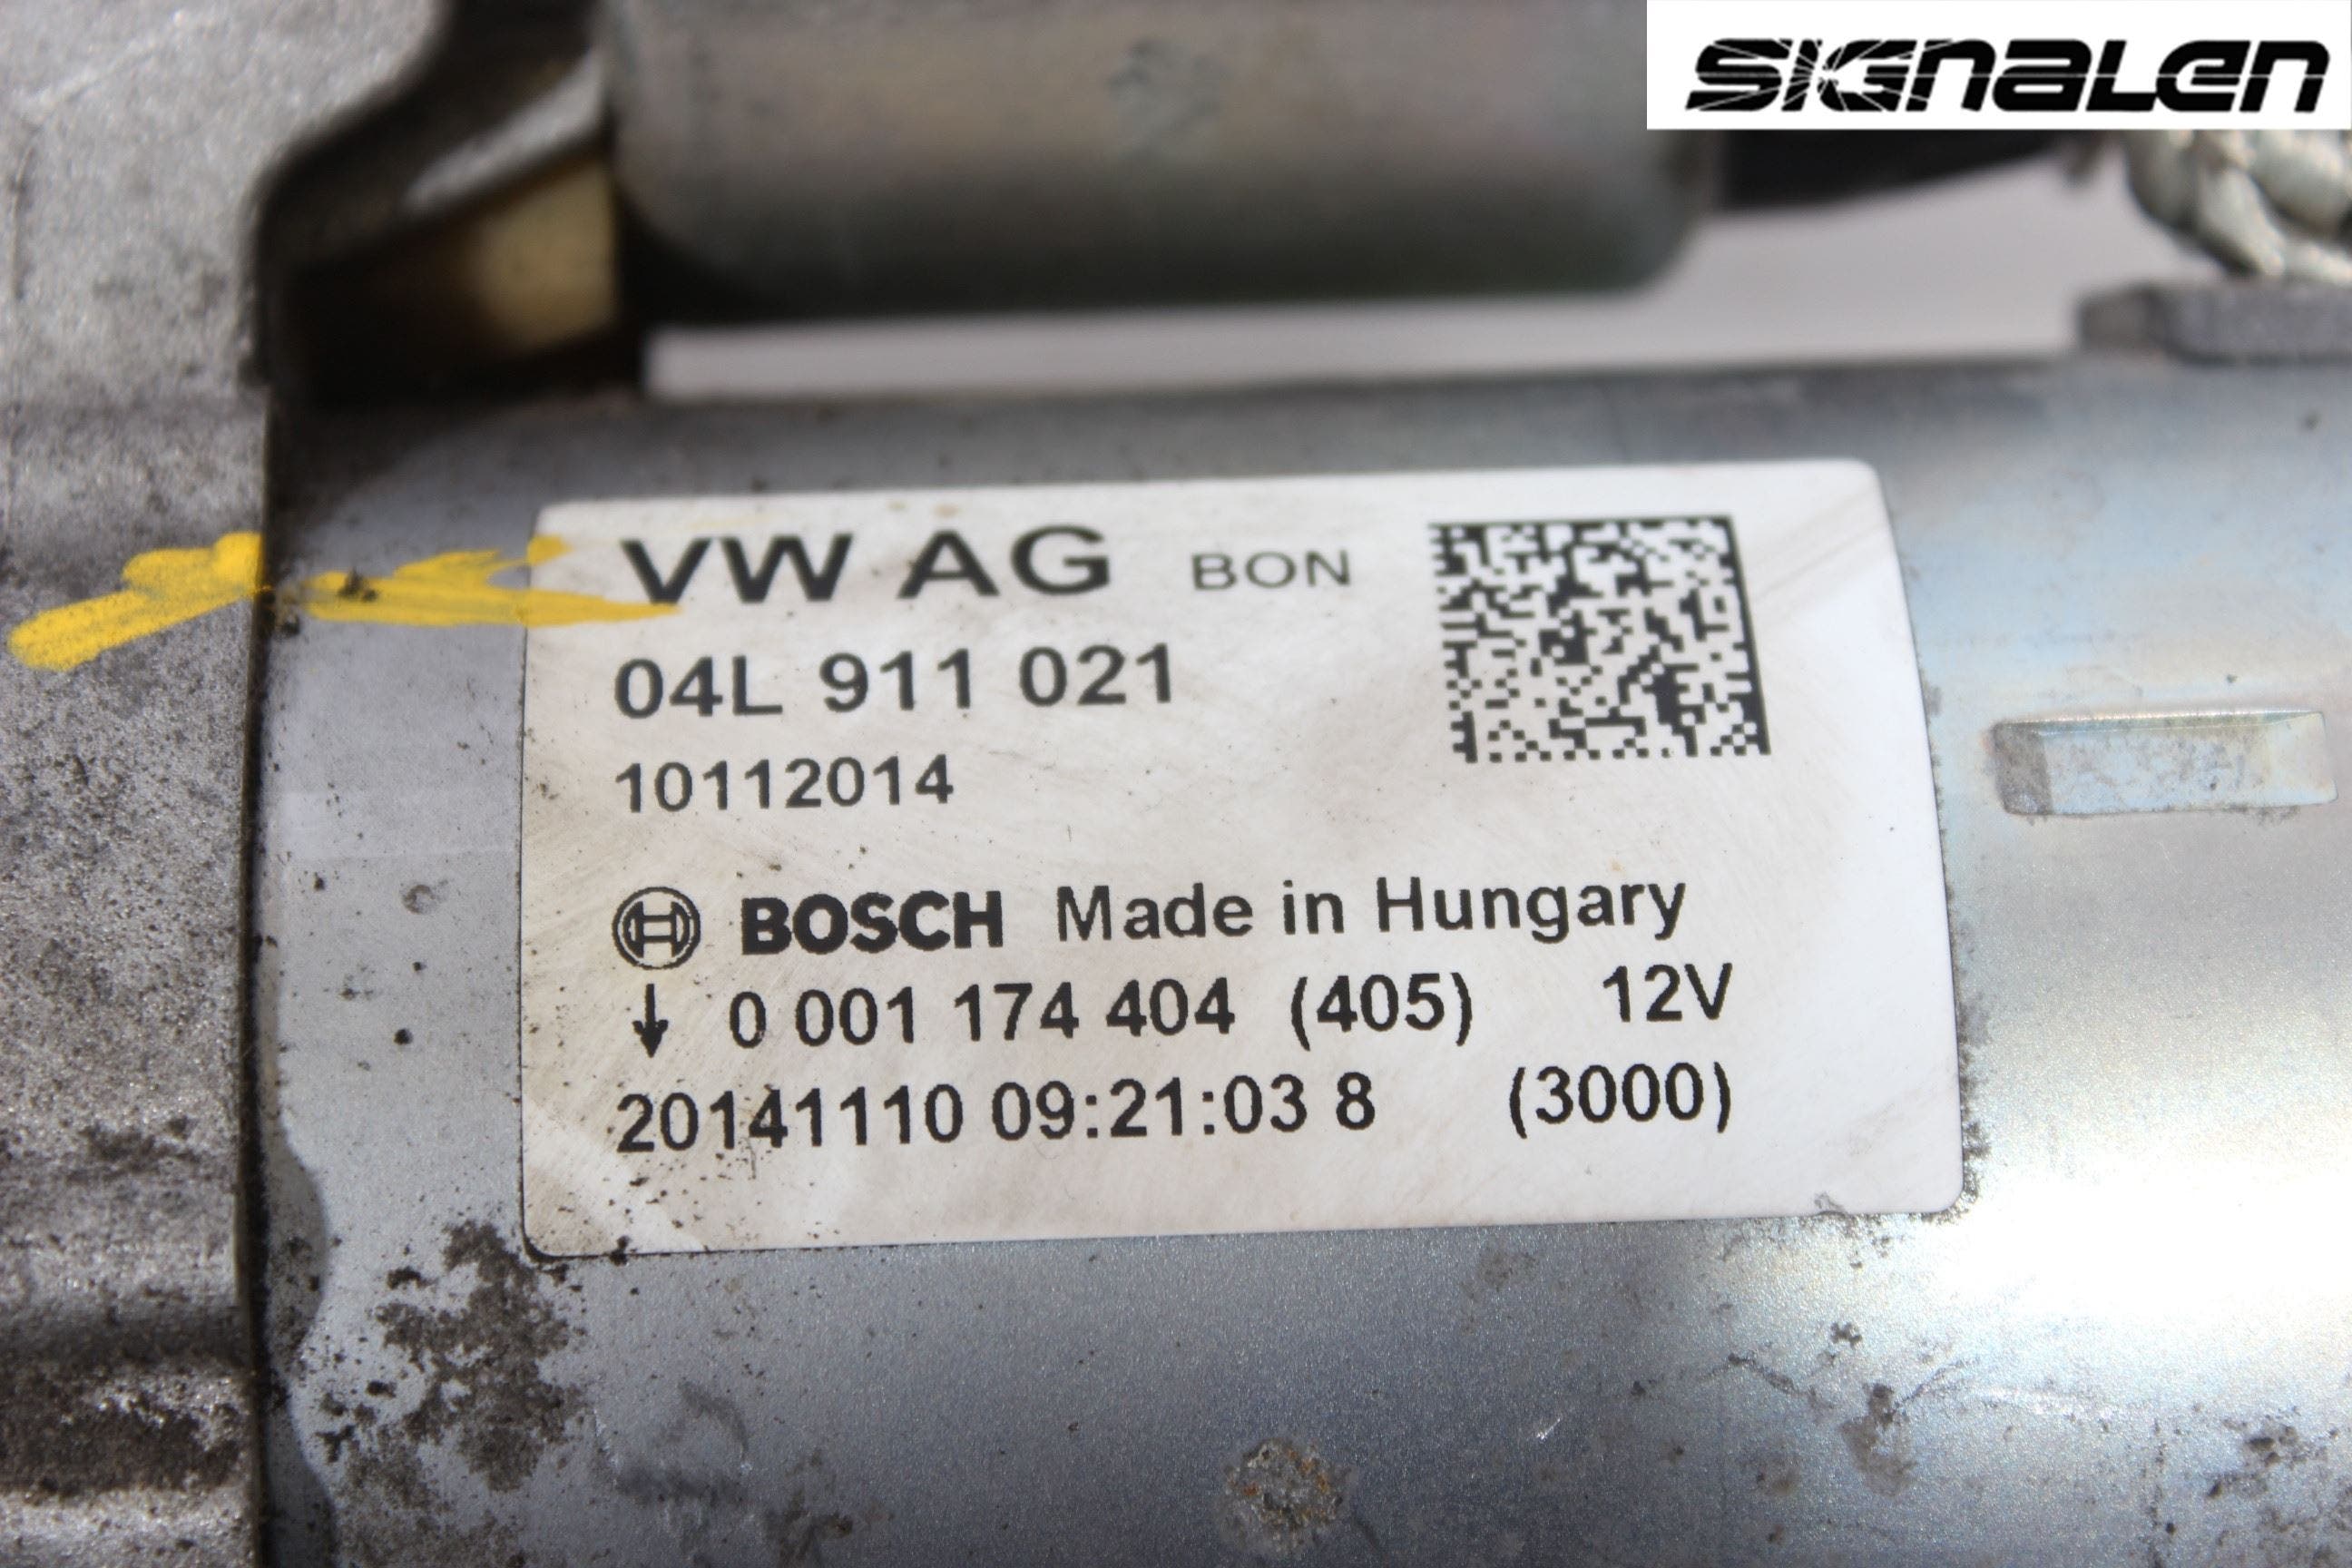 SIGNALEN
VW AG BON
04L 911 021
10112014
BOSCH Made in Hungary
↓ 0 001 174 404 (405) 12V
20141110 09:21:03 8 (3000)